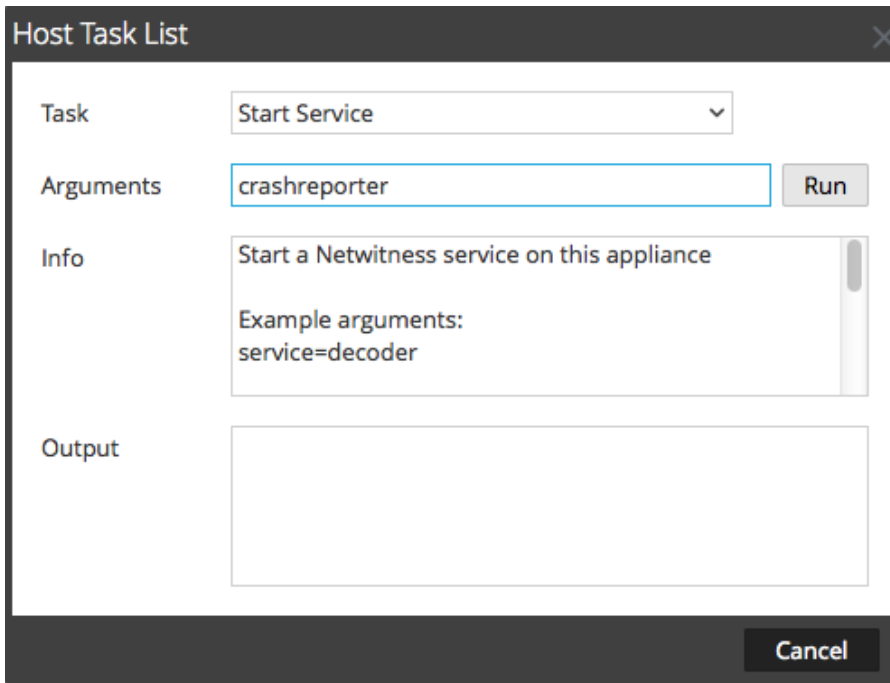 Host Task List
Task
Start Service
Arguments
crashreporter
Run
Info
Start a Netwitness service on this appliance
Example arguments:
service=decoder
Output
Cancel